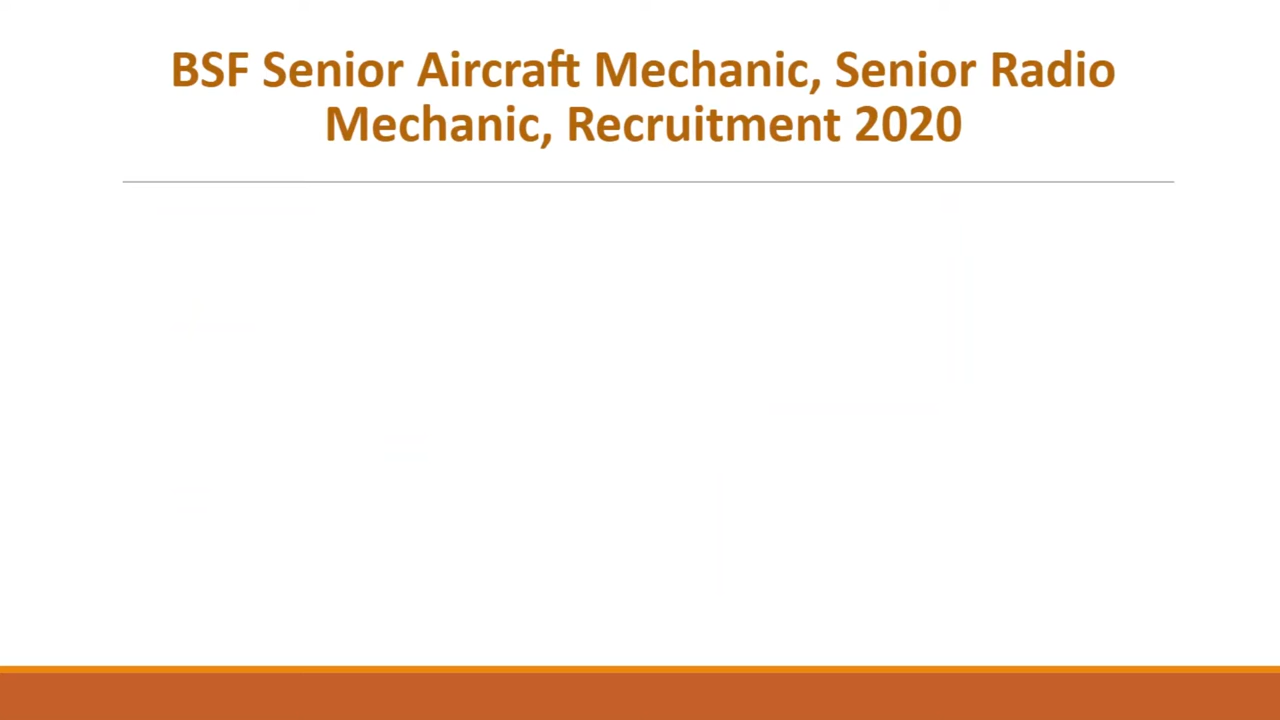 BSF Senior Aircraft Mechanic, Senior Radio
Mechanic, Recruitment 2020